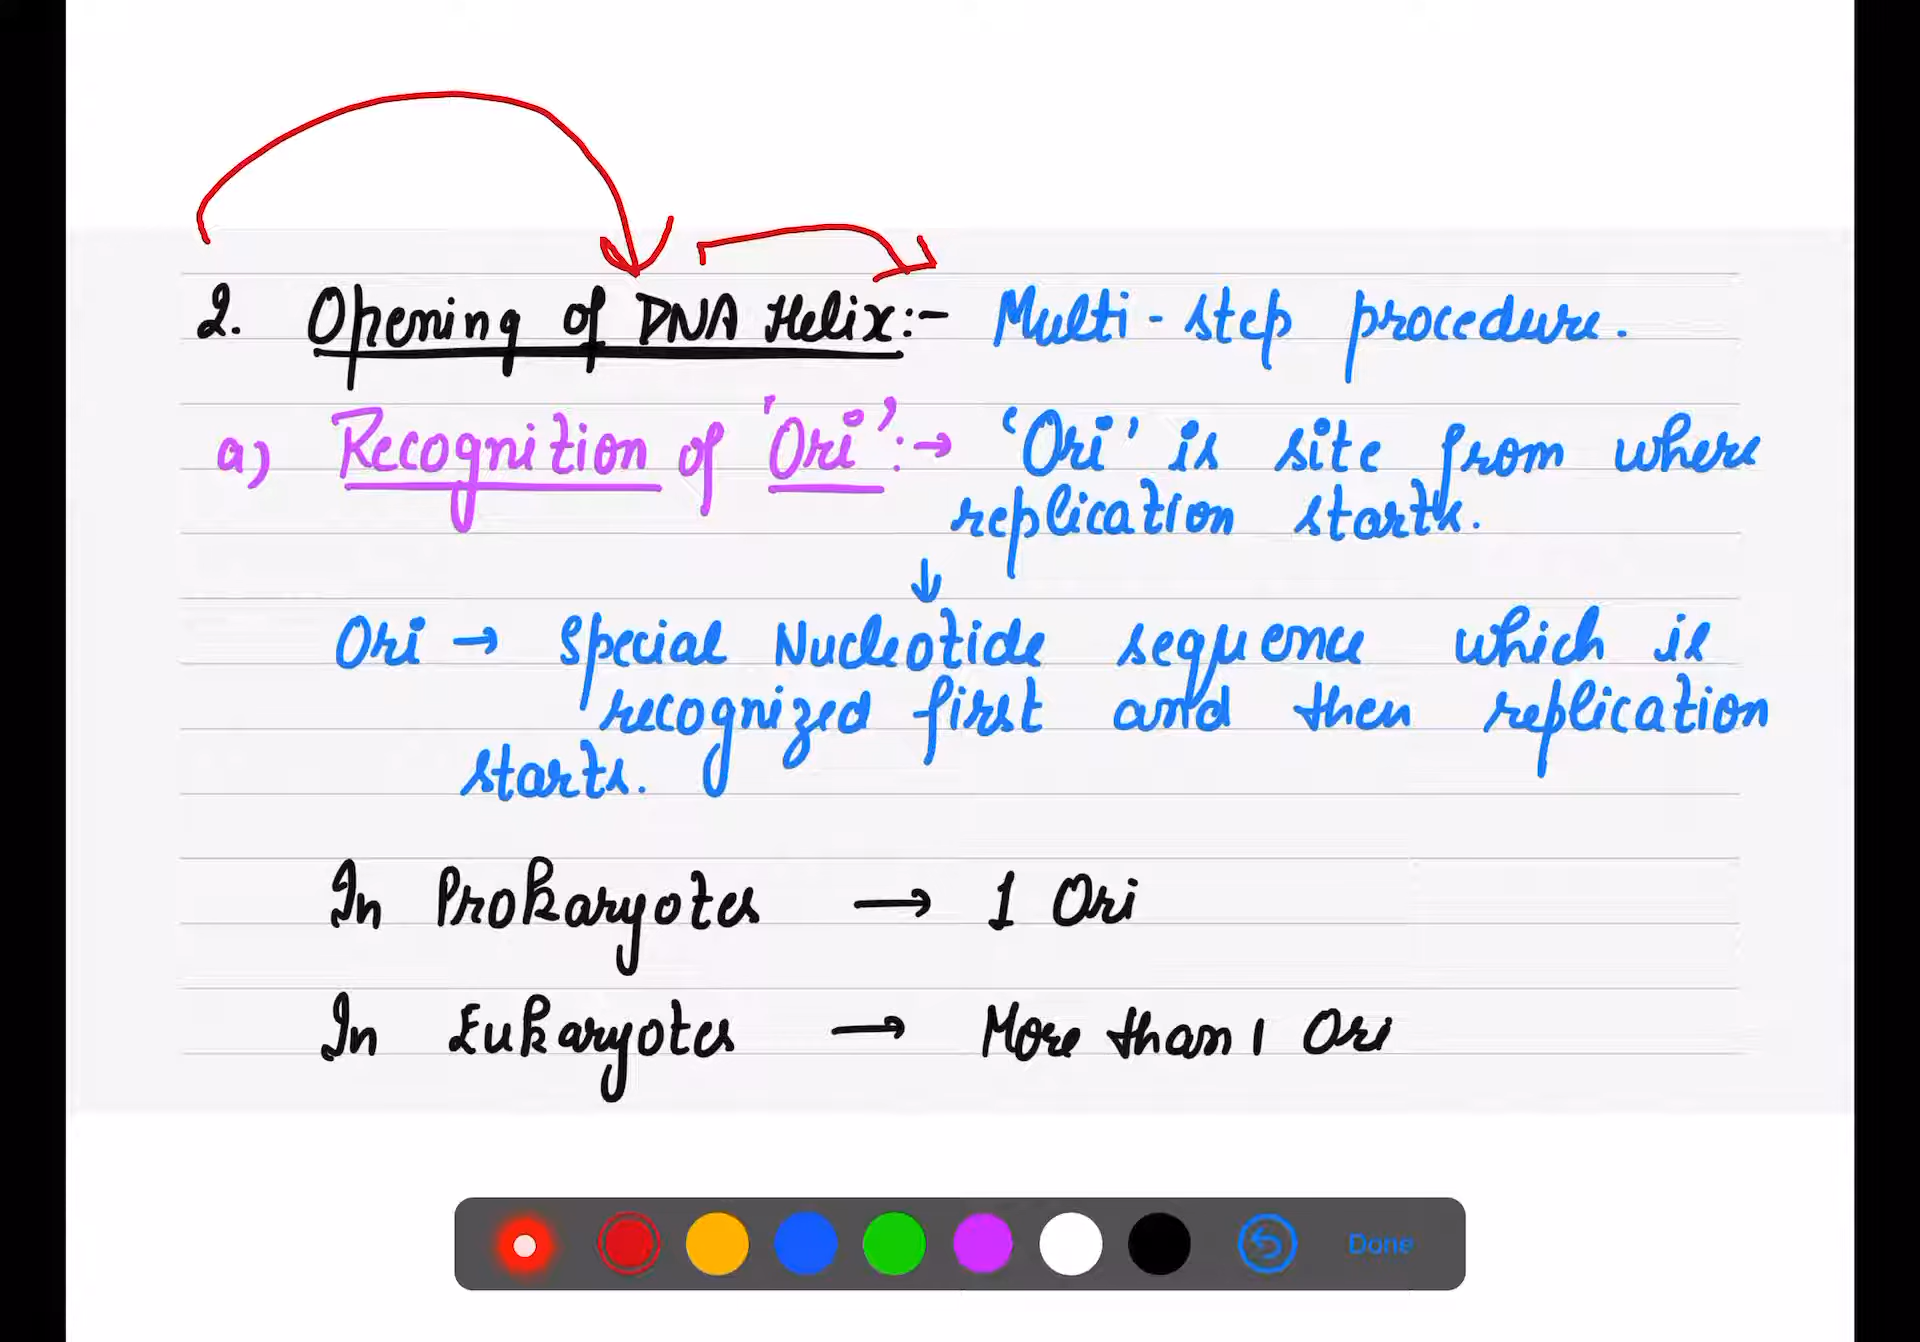 2. Opening of DNA Helix:- Multi-step procedure.
a) Recognition of 'Ori':→ 'Ori' is site from where
replication starts.
↓
Ori → Special Nucleotide sequence which is
recognized first and then replication
starts.
In Prokaryotes → 1 Ori
In Eukaryotes → More than 1 Ori
Done